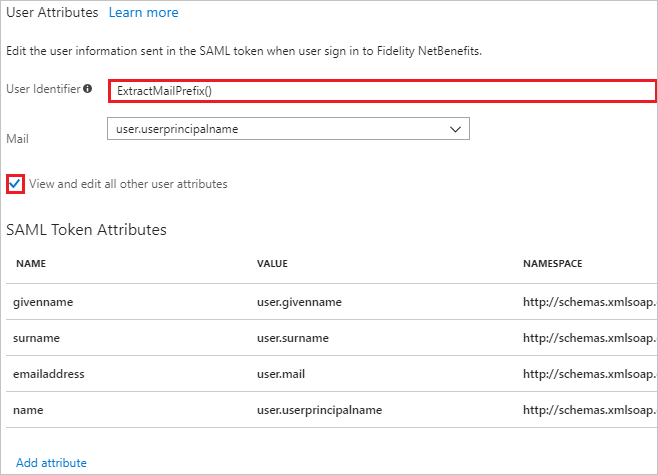 User Attributes Learn more
Edit the user information sent in the SAML token when user sign in to Fidelity NetBenefits.
User Identifier ExtractMailPrefix()
Mail user.userprincipalname
View and edit all other user attributes
SAML Token Attributes
NAME VALUE NAMESPACE
givenname user.givenname http://schemas.xmlsoap.
surname user.surname http://schemas.xmlsoap.
emailaddress user.mail http://schemas.xmlsoap.
name user.userprincipalname http://schemas.xmlsoap.
Add attribute